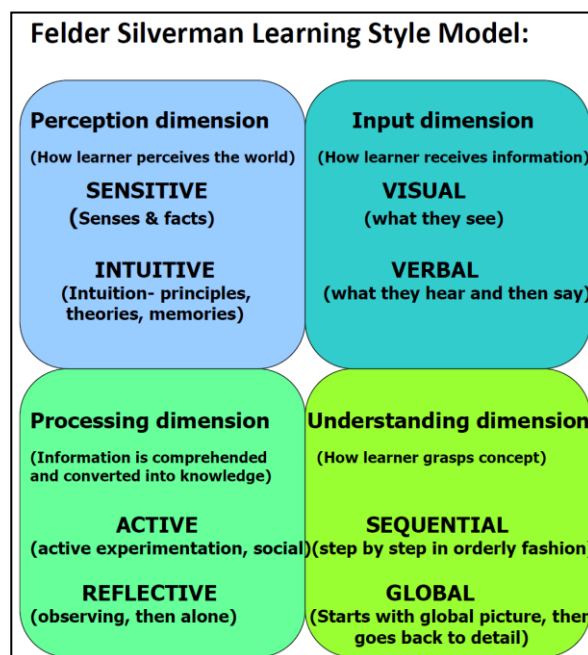 Felder Silverman Learning Style Model:
Perception dimension
(How learner perceives the world)
SENSITIVE
(Senses & facts)
INTUITIVE
(Intuition- principles,
theories, memories)
Input dimension
(How learner receives information)
VISUAL
(what they see)
VERBAL
(what they hear and then say)
Processing dimension
(Information is comprehended
and converted into knowledge)
ACTIVE
(active experimentation, social)
REFLECTIVE
(observing, then alone)
Understanding dimension
(How learner grasps concept)
SEQUENTIAL
(step by step in orderly fashion)
GLOBAL
(Starts with global picture, then
goes back to detail)